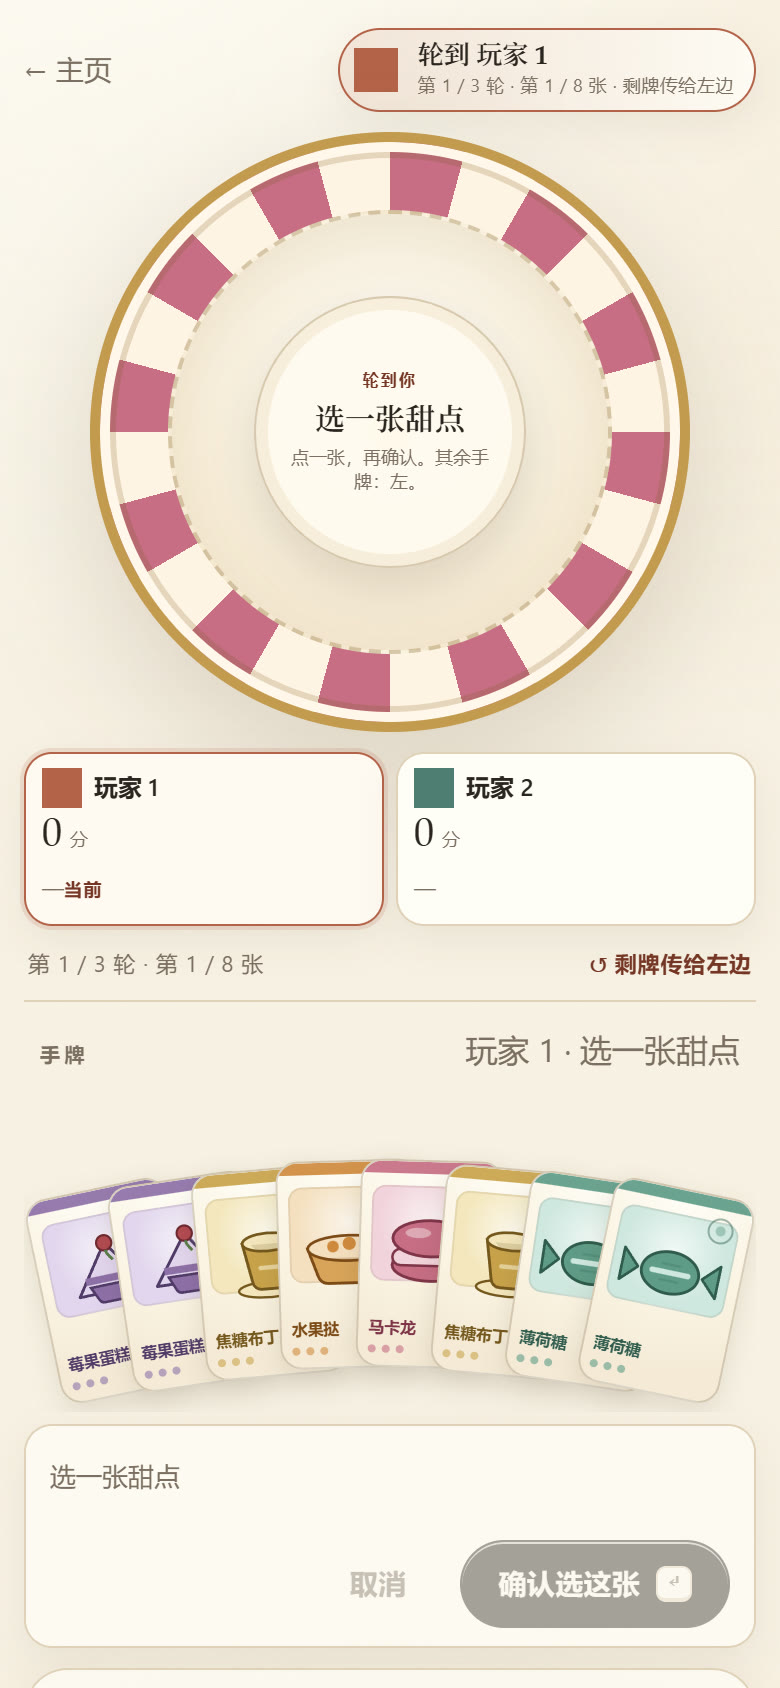 ← 主页
轮到 玩家 1
第 1 / 3 轮 · 第 1 / 8 张 · 剩牌传给左边
轮到你
选一张甜点
点一张，再确认。其余手
牌：左。
玩家 1
0 分
—当前
玩家 2
0 分
—
第 1 / 3 轮 · 第 1 / 8 张
↺ 剩牌传给左边
手牌
玩家 1 · 选一张甜点
莓果蛋糕
莓果蛋糕
焦糖布丁
水果挞
马卡龙
焦糖布丁
薄荷糖
薄荷糖
选一张甜点
取消
确认选这张 ↵